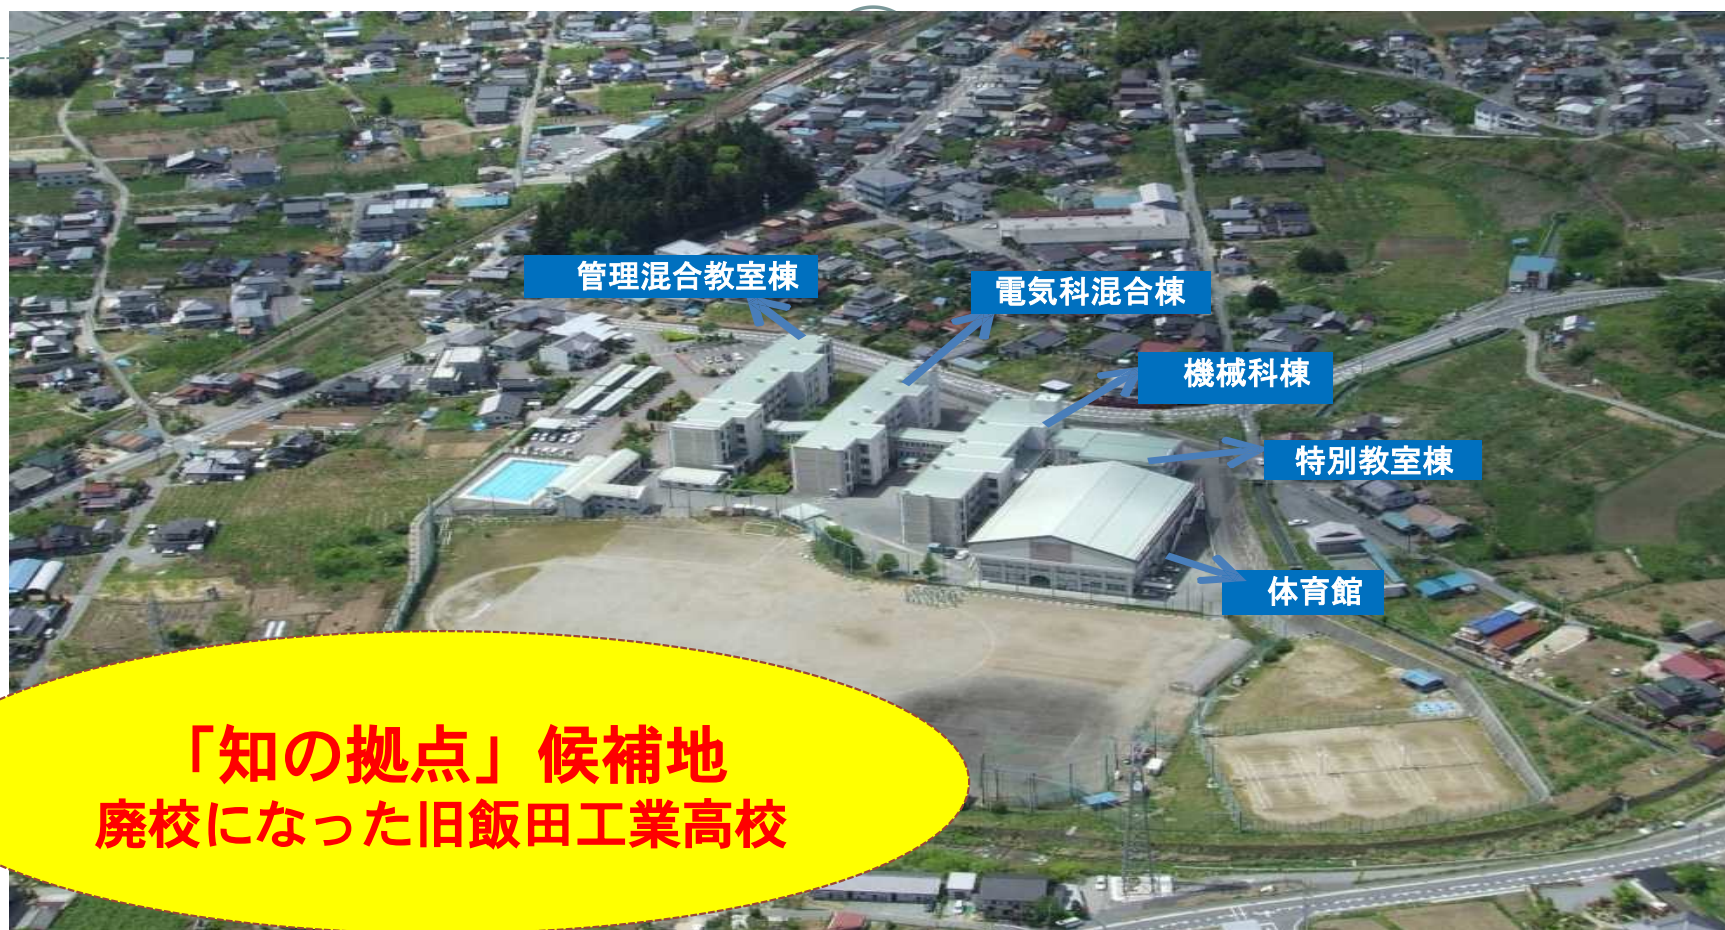 管理混合教室棟
電気科混合棟
機械科棟
特別教室棟
体育館
「知の拠点」候補地
廃校になった旧飯田工業高校